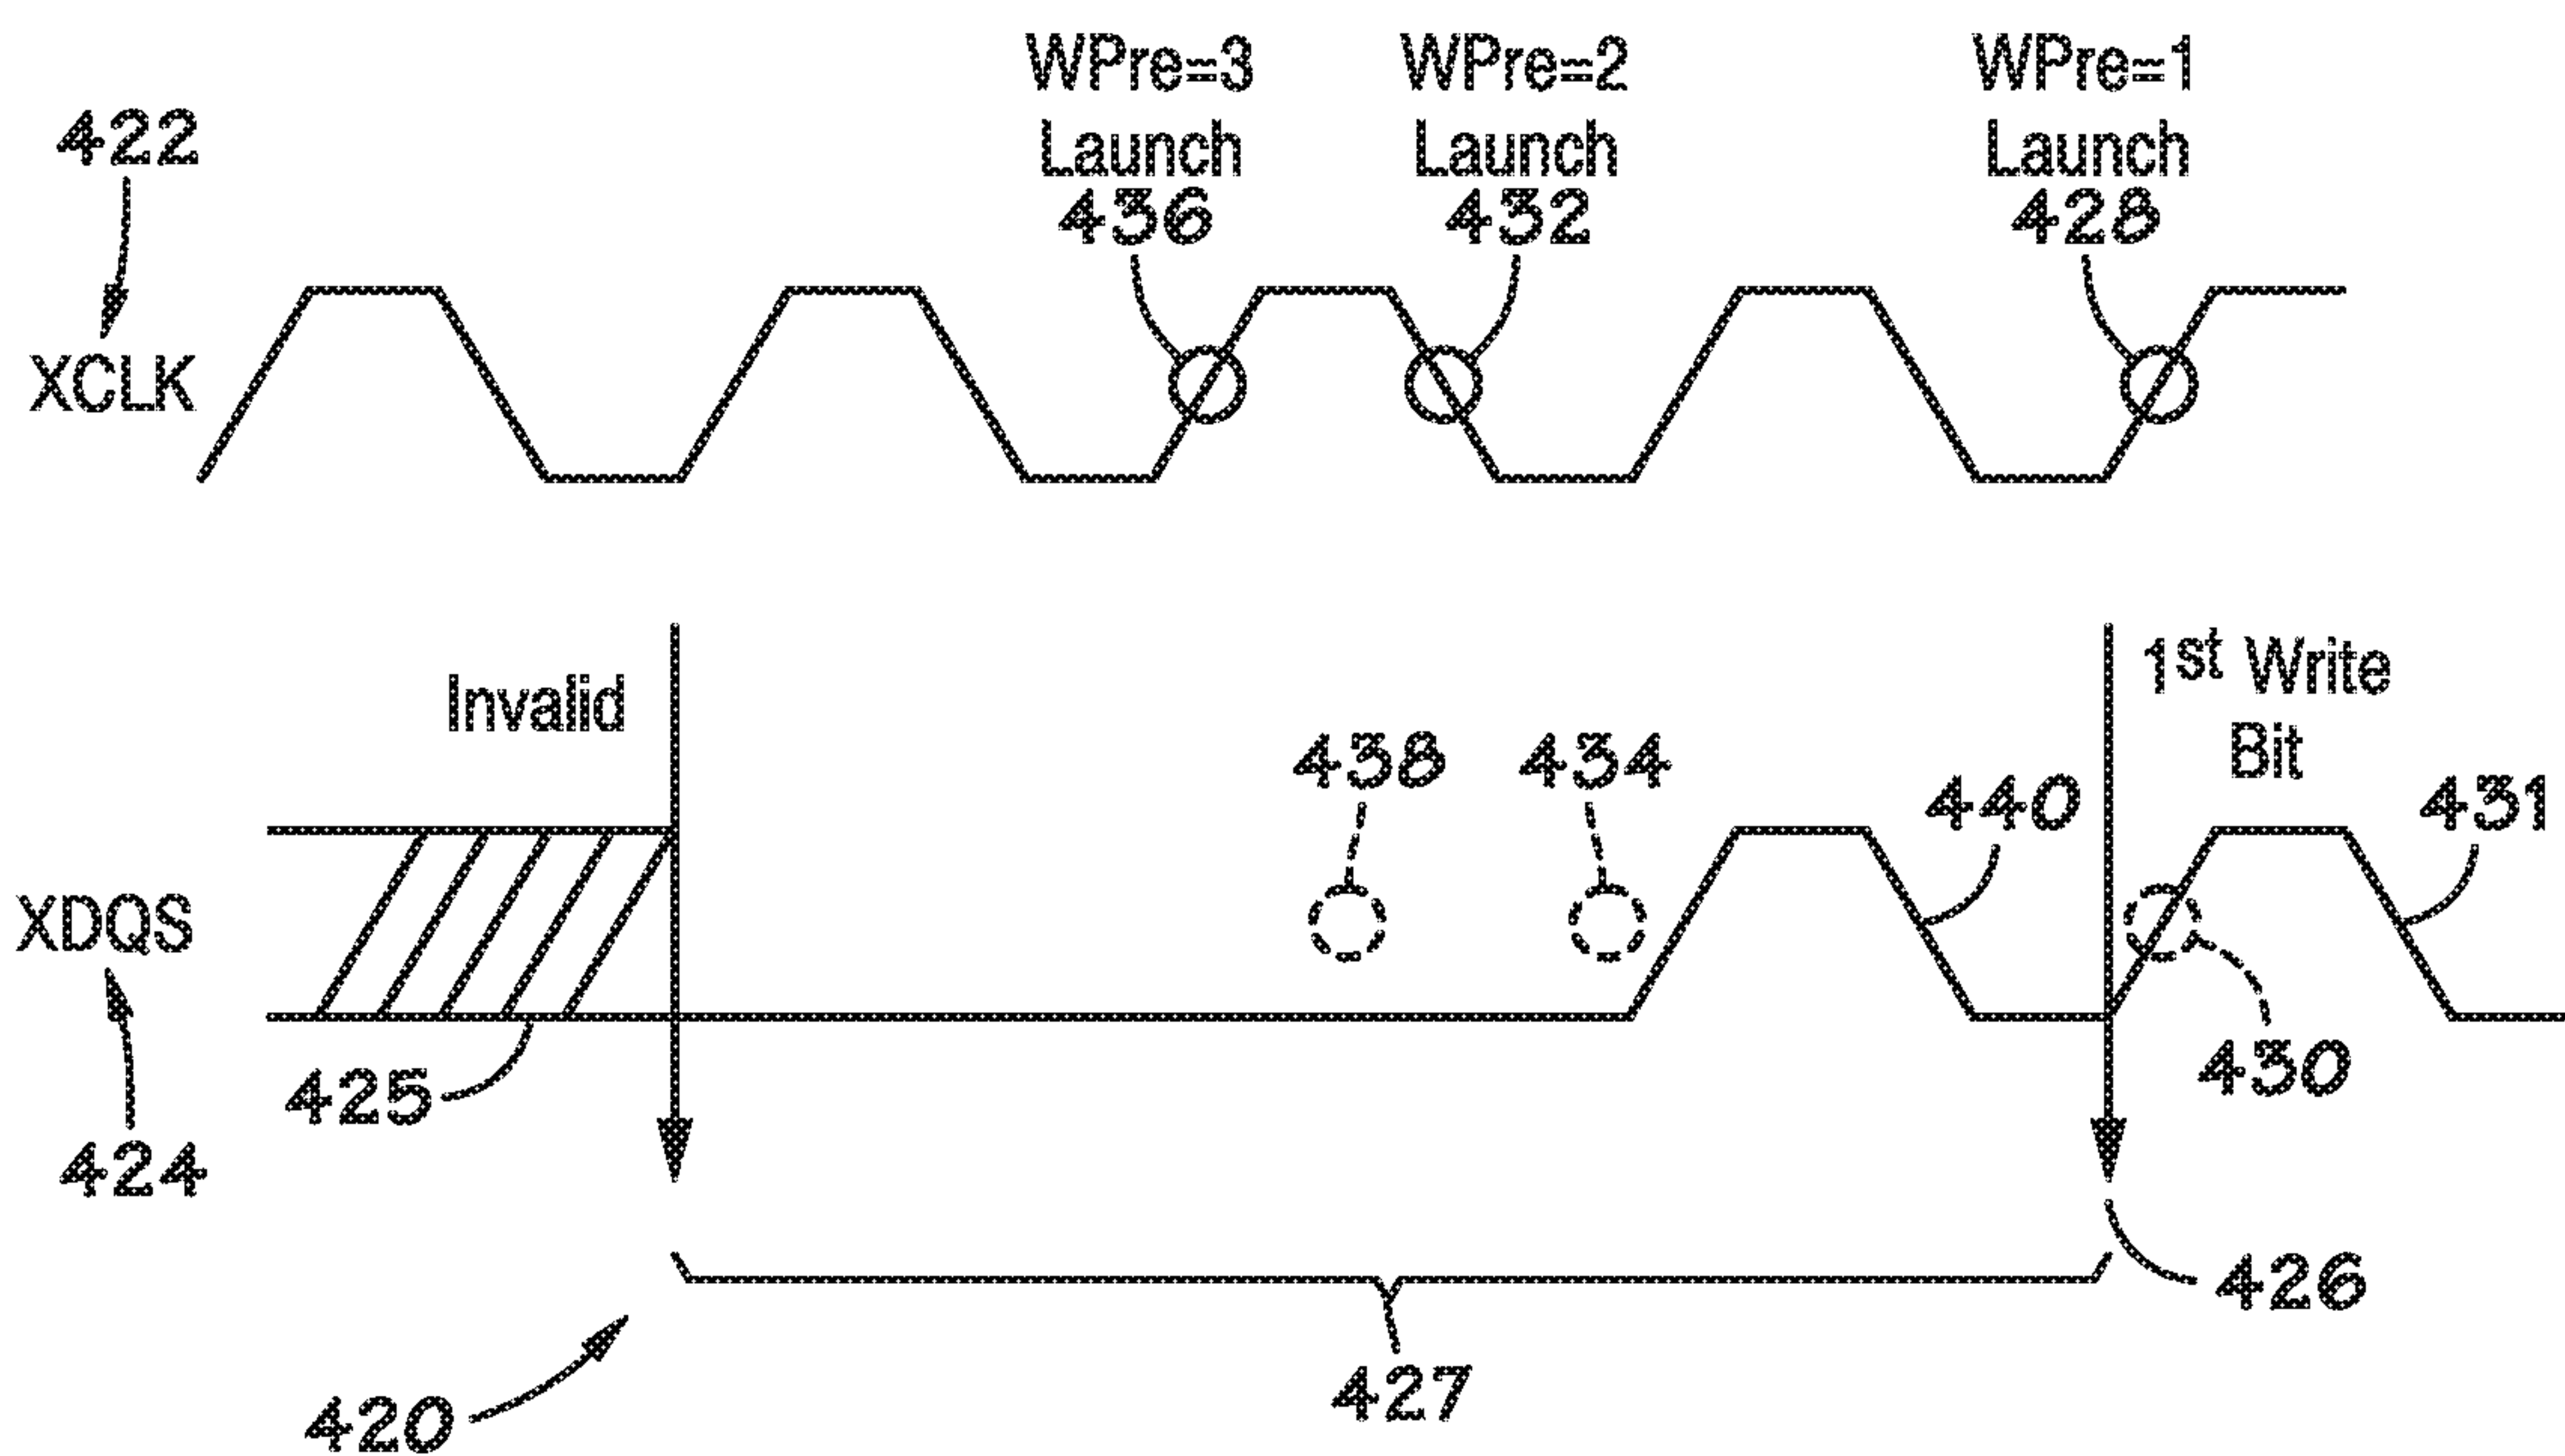 WPre=3 WPre=2 WPre=1
Launch Launch Launch
422
436 432 428
XCLK
Invalid
1st Write
Bit
438 434
440 431
XDQS
425
430
424
426
427
420